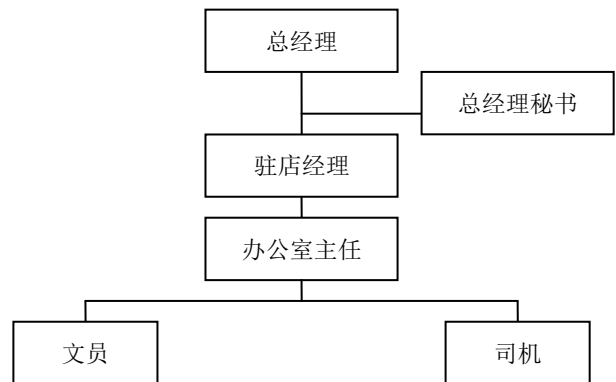 总经理
总经理秘书
驻店经理
办公室主任
文员
司机